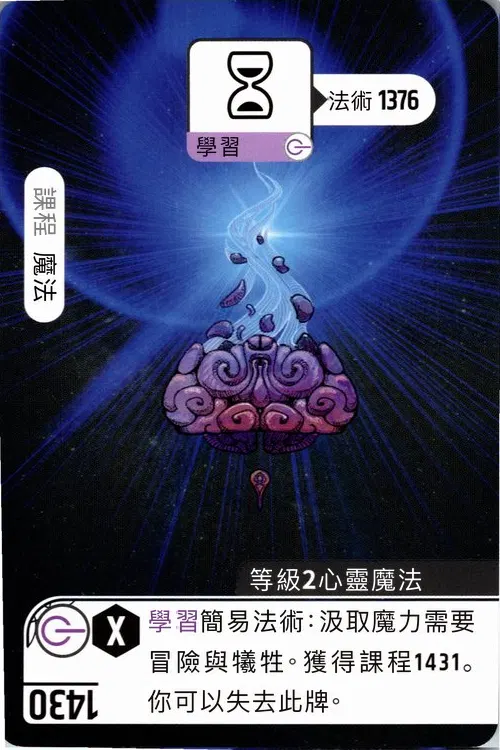 法術 1376
學習
課程 魔法
等級2心靈魔法
X
學習簡易法術:汲取魔力需要
冒險與犧牲。獲得課程1431。
你可以失去此牌。
1430